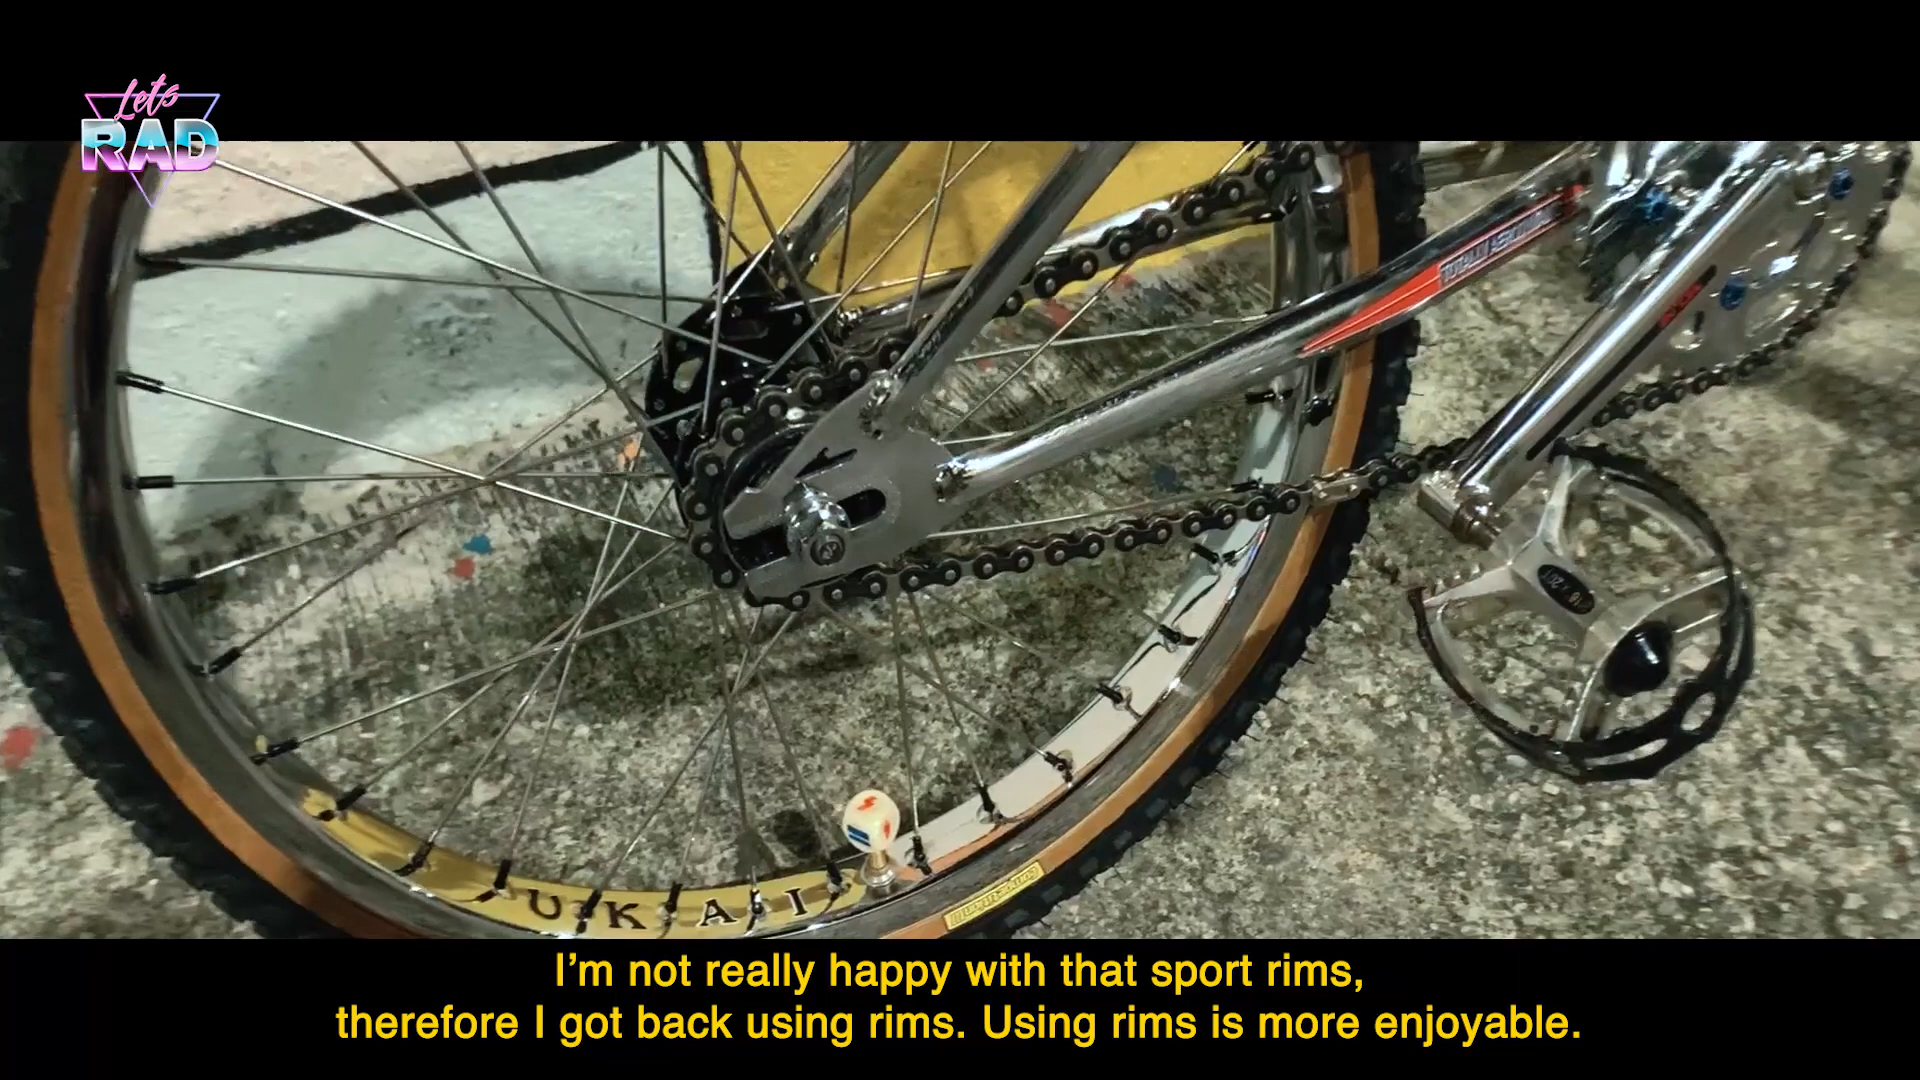 Lets
RAD
UKAI
I'm not really happy with that sport rims,
therefore I got back using rims. Using rims is more enjoyable.